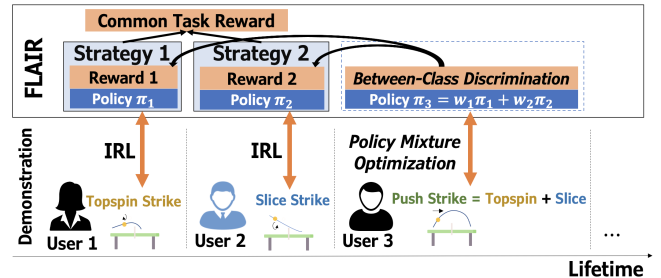 Common Task Reward
FLAIR
Strategy 1
Reward 1
Policy π₁
Strategy 2
Reward 2
Policy π₂
Between-Class Discrimination
Policy π₃ = w₁π₁ + w₂π₂
Demonstration
IRL
IRL
Policy Mixture
Optimization
Topspin Strike
User 1
Slice Strike
User 2
Push Strike = Topspin + Slice
User 3
...
Lifetime